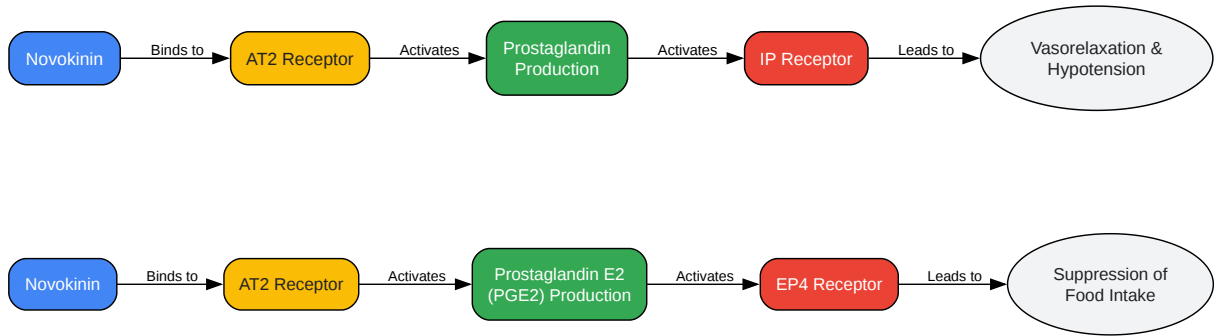 Novokinin
Binds to
AT2 Receptor
Activates
Prostaglandin
Production
Activates
IP Receptor
Leads to
Vasorelaxation &
Hypotension
Novokinin
Binds to
AT2 Receptor
Activates
Prostaglandin E2
(PGE2) Production
Activates
EP4 Receptor
Leads to
Suppression of
Food Intake